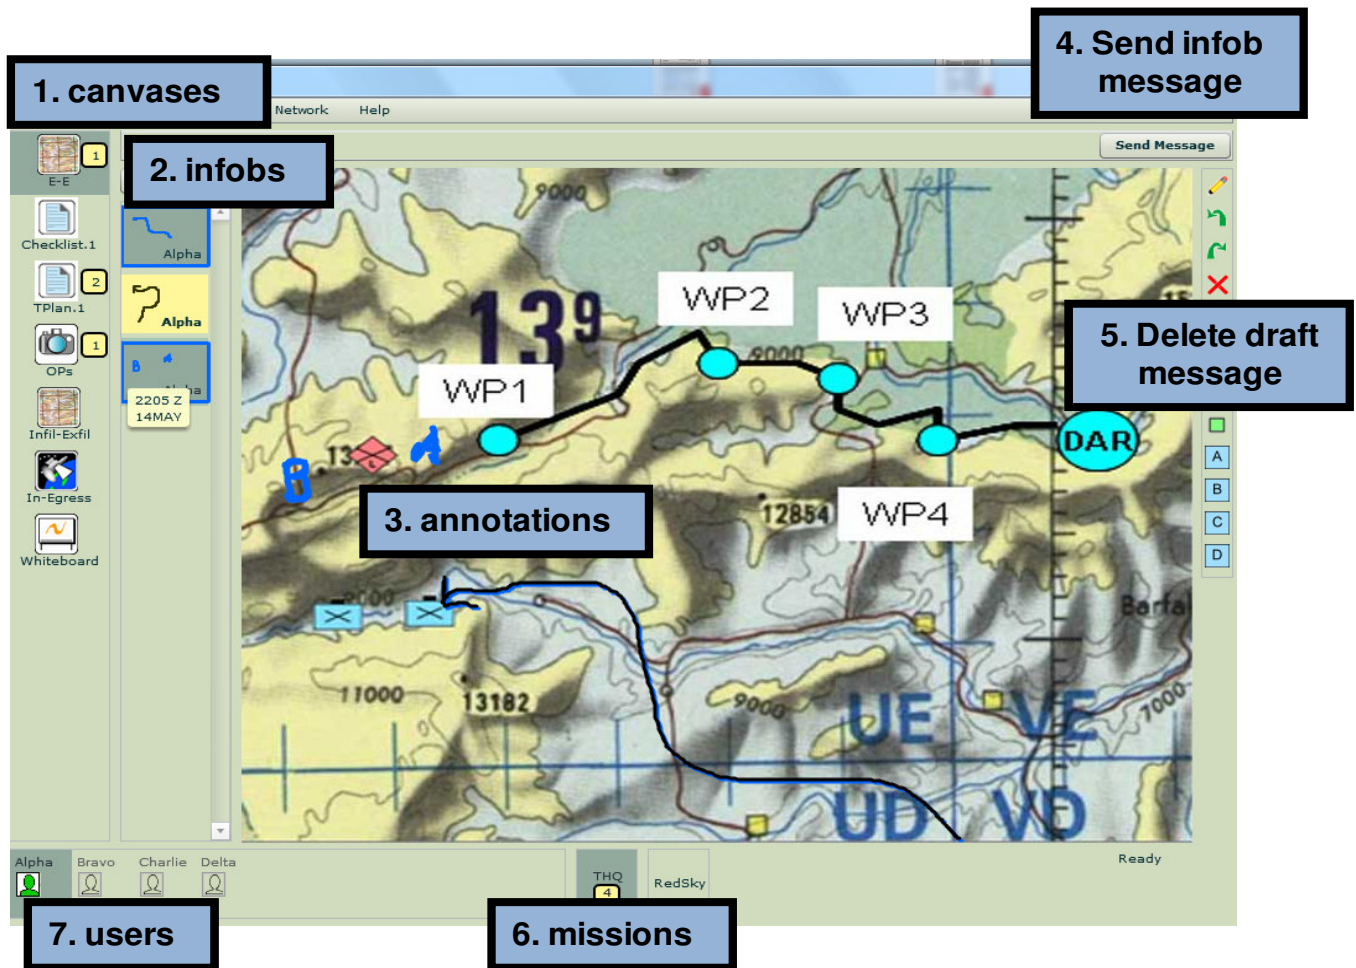 4. Send infob
message
1. canvases
Network Help
Send Message
2. infobs
1
E-E
Checklist.1
2
TPlan.1
1
OPs
Infil-Exfil
In-Egress
Whiteboard
Alpha
Alpha
B A
2205 Z
14MAY
9000
13⁹
WP2
WP3
9000
WP1
5. Delete draft
message
DAR
B
A
3. annotations
12854
WP4
A
B
C
D
11000
13182
9000
7000
UE VE
UD VD
Ready
Alpha Bravo Charlie Delta
THQ
4
RedSky
7. users
6. missions